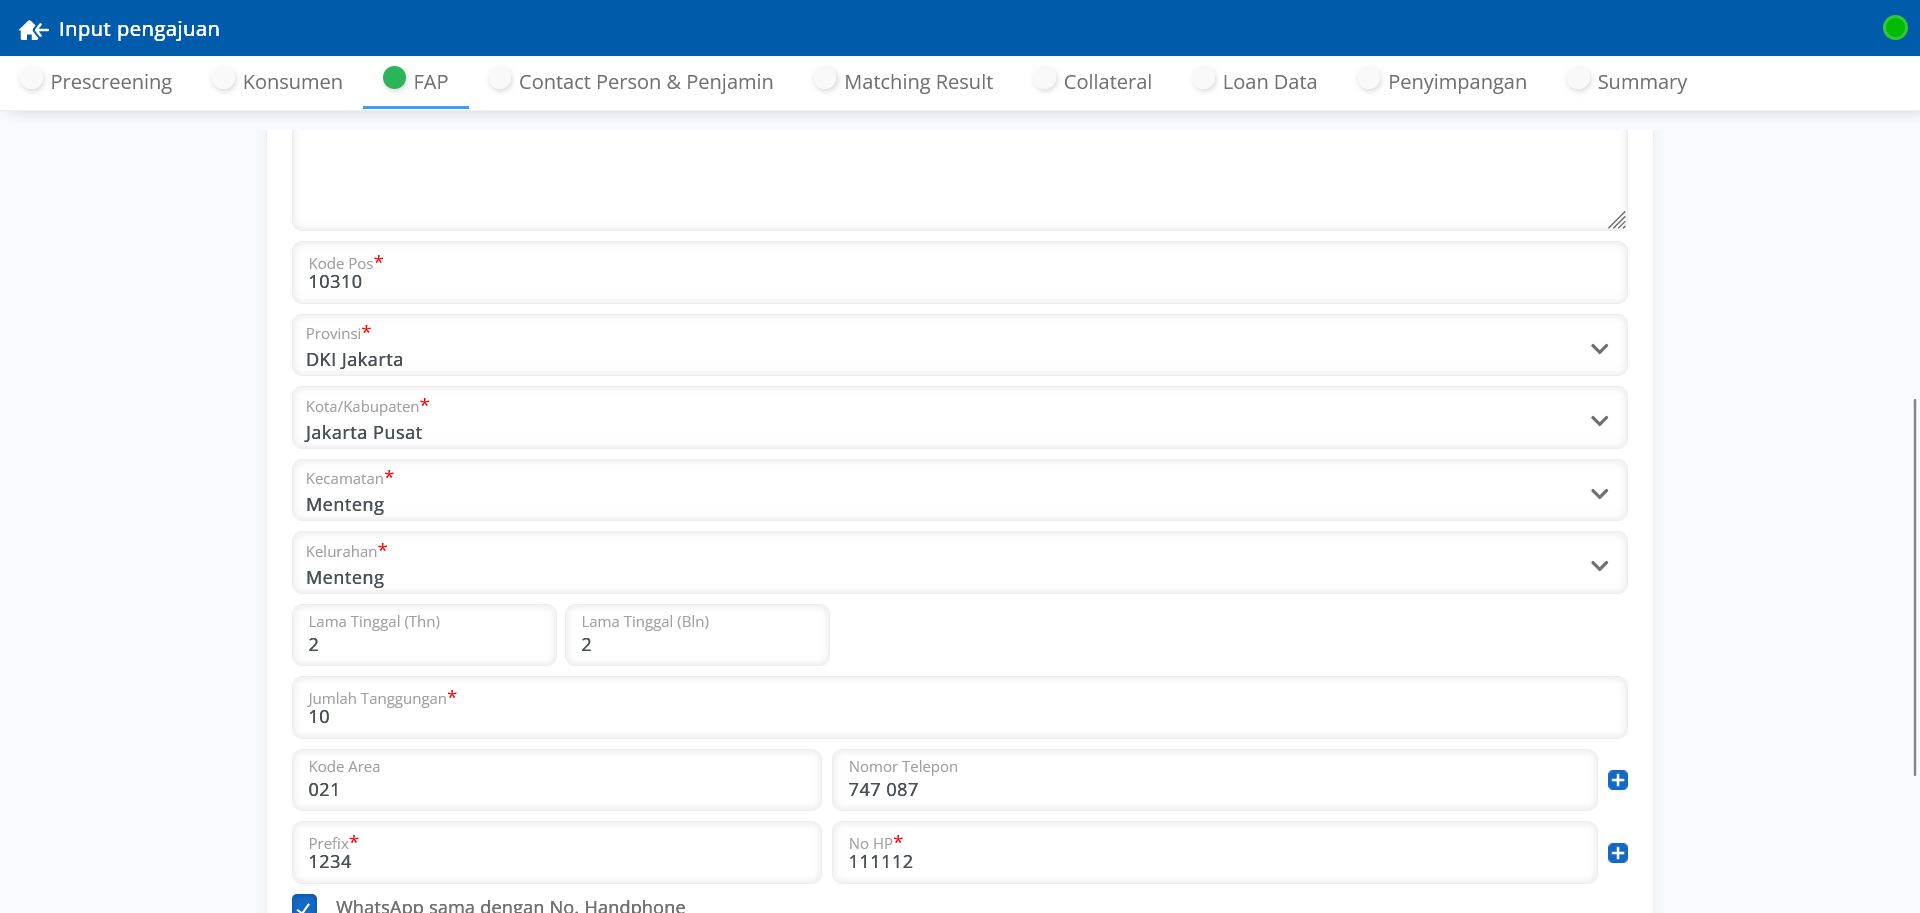 Input pengajuan
Prescreening Konsumen FAP Contact Person & Penjamin Matching Result Collateral Loan Data Penyimpangan Summary
Kode Pos*
10310
Provinsi*
DKI Jakarta
Kota/Kabupaten*
Jakarta Pusat
Kecamatan*
Menteng
Kelurahan*
Menteng
Lama Tinggal (Thn) Lama Tinggal (Bln)
2 2
Jumlah Tanggungan*
10
Kode Area Nomor Telepon
021 747 087
Prefix* No HP*
1234 111112
WhatsApp sama dengan No. Handphone